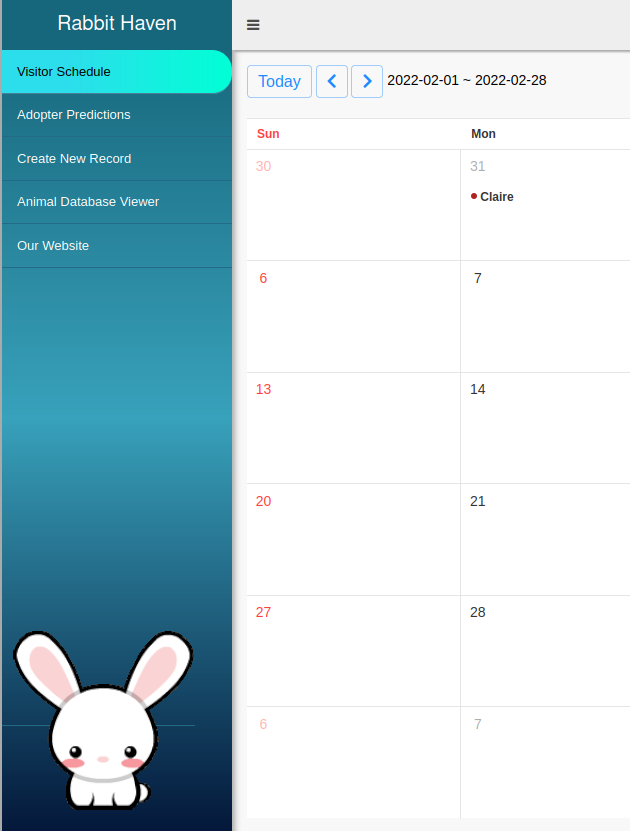 Rabbit Haven
Visitor Schedule
Adopter Predictions
Create New Record
Animal Database Viewer
Our Website
Today 2022-02-01 ~ 2022-02-28
Sun Mon
30 31
Claire
6 7
13 14
20 21
27 28
6 7